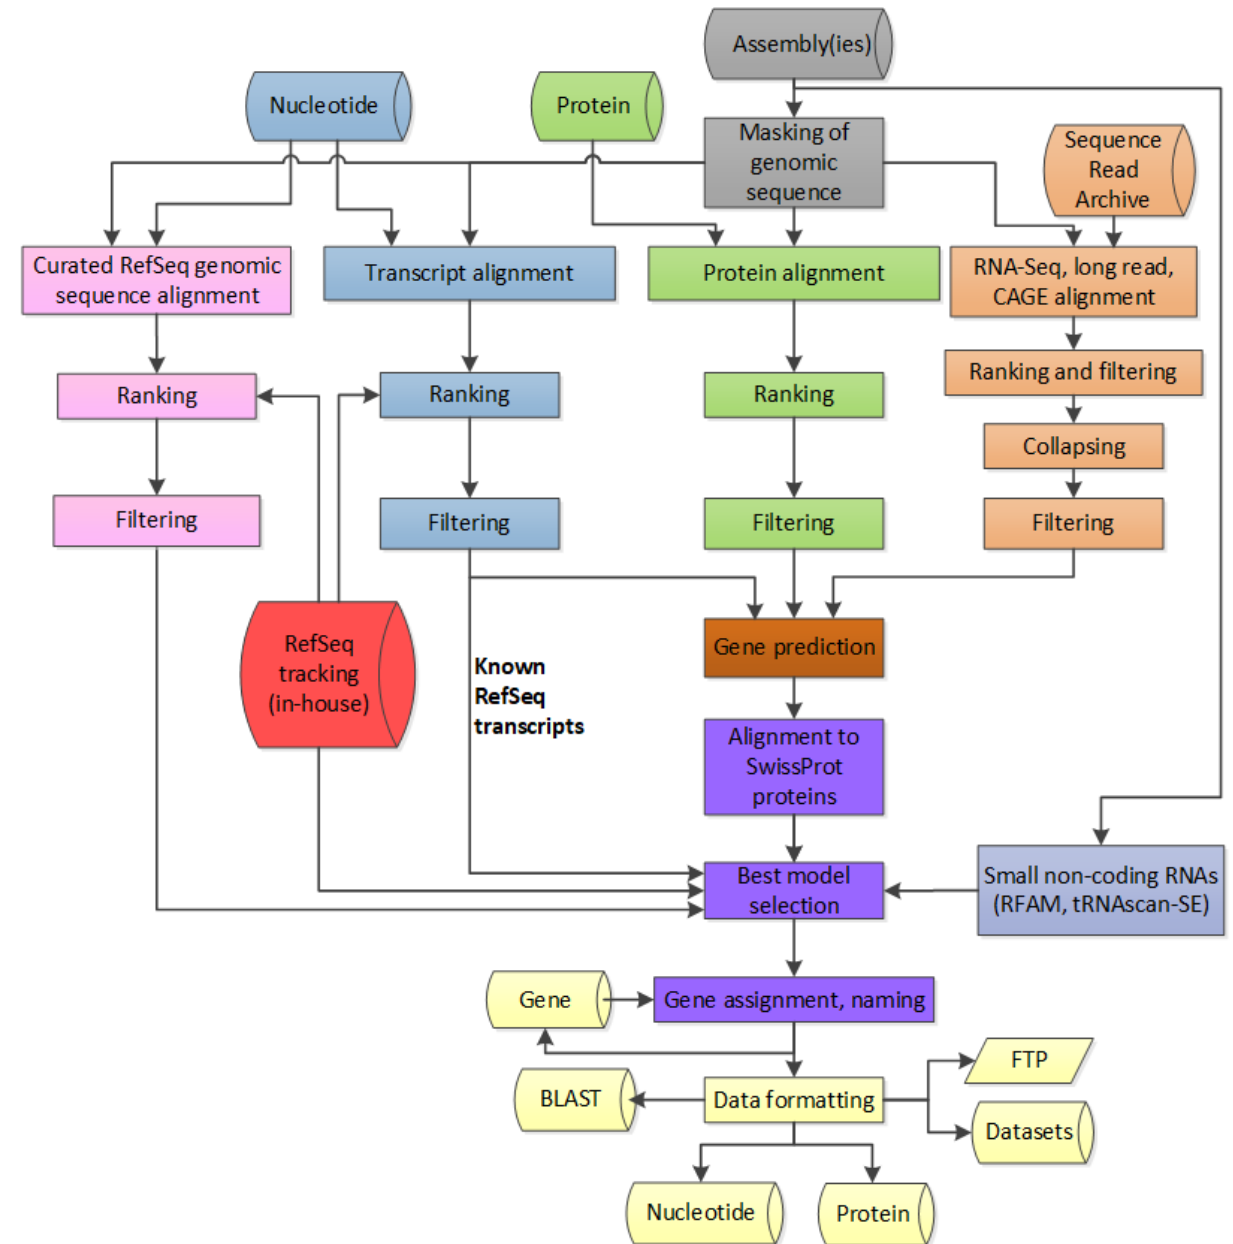 Assembly(ies)
Nucleotide
Protein
Masking of
genomic
sequence
Sequence
Read
Archive
Curated RefSeq genomic
sequence alignment
Transcript alignment
Protein alignment
RNA-Seq, long read,
CAGE alignment
Ranking
Ranking
Ranking
Ranking and filtering
Collapsing
Filtering
Filtering
Filtering
Filtering
RefSeq
tracking
(in-house)
Known
RefSeq
transcripts
Gene prediction
Alignment to
SwissProt
proteins
Best model
selection
Small non-coding RNAs
(RFAM, tRNAscan-SE)
Gene
Gene assignment, naming
FTP
BLAST
Data formatting
Datasets
Nucleotide
Protein